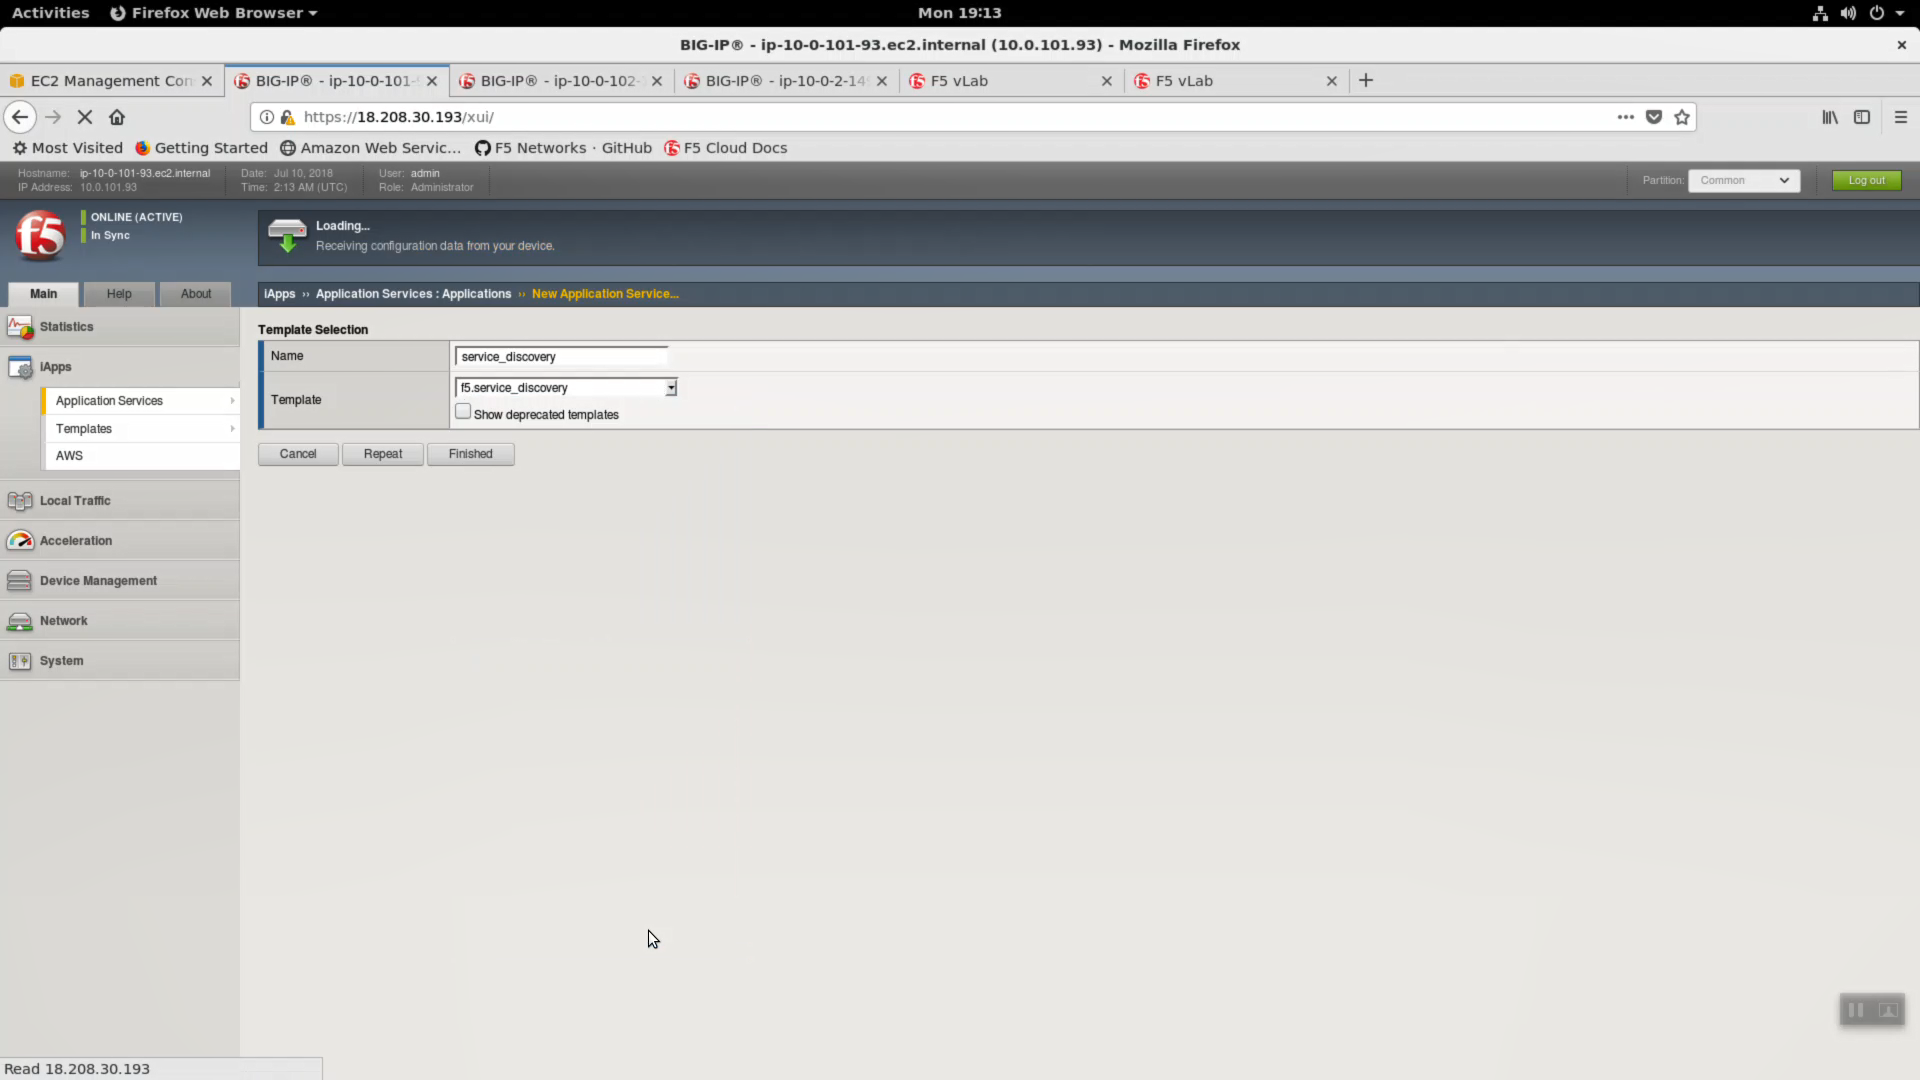 Activities Firefox Web Browser Mon 19:13
BIG-IP® - ip-10-0-101-93.ec2.internal (10.0.101.93) - Mozilla Firefox
EC2 Management Con BIG-IP® - ip-10-0-101- BIG-IP® - ip-10-0-102- BIG-IP® - ip-10-0-2-14 F5 vLab F5 vLab
https://18.208.30.193/xui/
Most Visited Getting Started Amazon Web Servic... F5 Networks · GitHub F5 Cloud Docs
Hostname: ip-10-0-101-93.ec2.internal Date: Jul 10, 2018 User: admin
IP Address: 10.0.101.93 Time: 2:13 AM (UTC) Role: Administrator
Partition: Common Log out
f5
ONLINE (ACTIVE)
In Sync
Loading...
Receiving configuration data from your device.
Main Help About
iApps ›› Application Services : Applications ›› New Application Service...
Statistics
iApps
Application Services
Templates
AWS
Local Traffic
Acceleration
Device Management
Network
System
Template Selection
Name service_discovery
Template f5.service_discovery
Show deprecated templates
Cancel Repeat Finished
Read 18.208.30.193